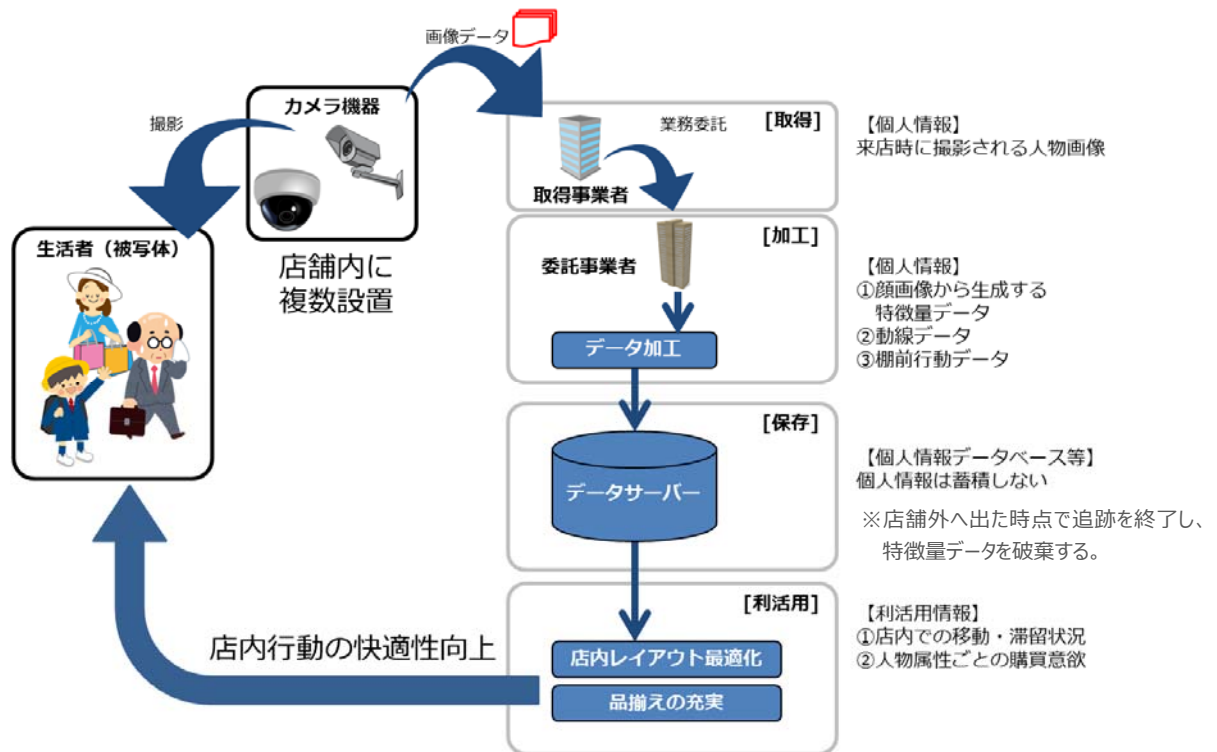 画像データ
カメラ機器
撮影
店舗内に
複数設置
生活者（被写体）
[取得]
業務委託
取得事業者
【個人情報】
来店時に撮影される人物画像
[加工]
委託事業者
データ加工
【個人情報】
①顔画像から生成する
特徴量データ
②動線データ
③棚前行動データ
[保存]
データサーバー
【個人情報データベース等】
個人情報は蓄積しない
※店舗外へ出た時点で追跡を終了し、
特徴量データを破棄する。
[利活用]
店内レイアウト最適化
品揃えの充実
【利活用情報】
①店内での移動・滞留状況
②人物属性ごとの購買意欲
店内行動の快適性向上